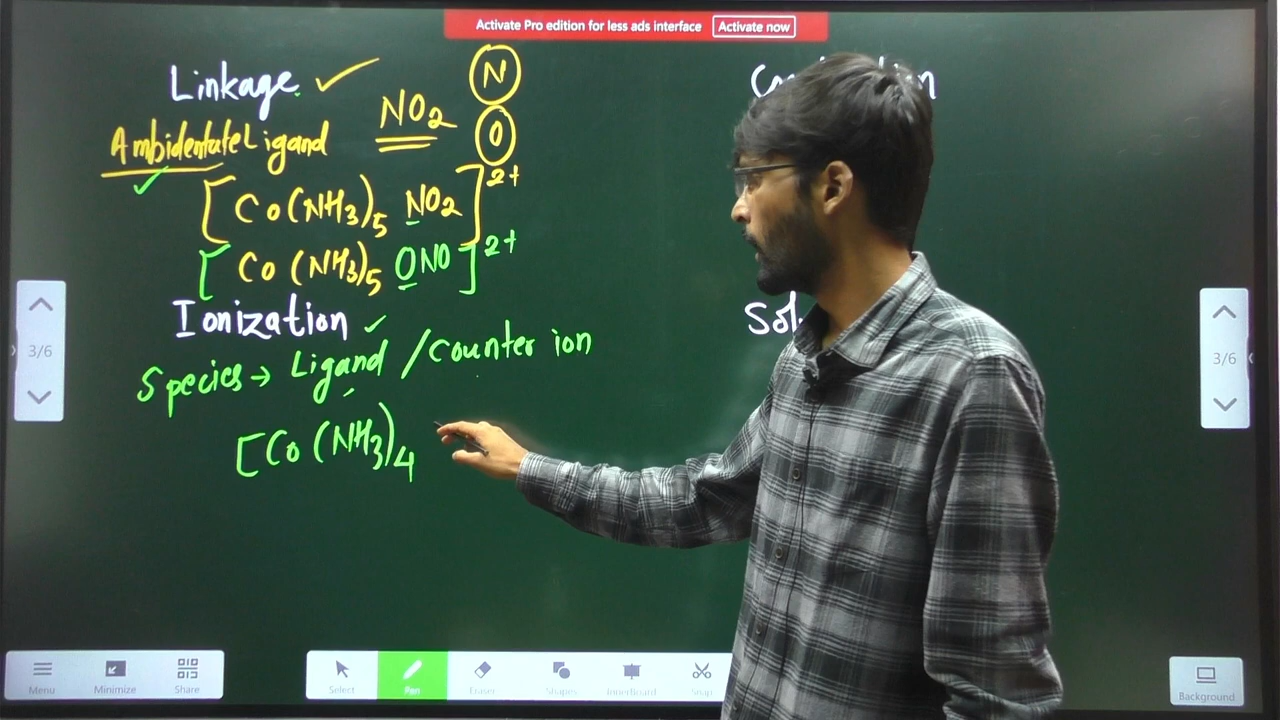 Activate Pro edition for less ads interface Activate now
Linkage. ✓
NO2
N
O
Ambidentate Ligand
[Co(NH3)5 NO2]2+
[Co (NH3)5 ONO]2+
Ionization ✓
Species → Ligand / Counter ion
[Co (NH3)4
3/6
3/6
Menu
Minimize
Share
Select
Pen
Eraser
Shapes
Snap
Background